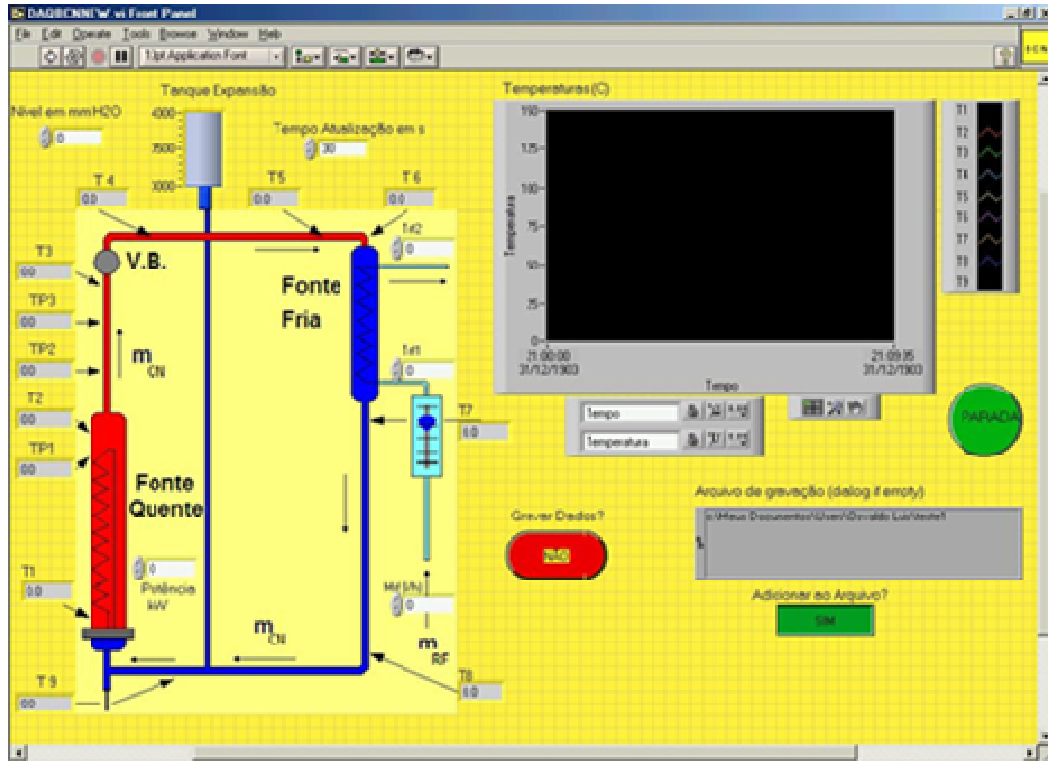 DAQBCNNEW.vi Front Panel
File Edit Operate Tools Browse Window Help
13pt Application Font
Tanque Expansão
Temperaturas (C)
Nivel em mmH2O
0
4000
3500
3000
Tempo Atualização em s
30
T 4
0.0
T5
0.0
T 6
0.0
T3
0.0
V.B.
Fonte
Fria
0
TP3
0.0
TP2
0.0
m CN
T2
0.0
TP1
0.0
Fonte
Quente
0
T7
0.0
T1
0.0
0
Potência
kW
0
m CN
m RF
T 9
0.0
T8
0.0
Temperatura
150
125
100
50
25
0
21:00:00
31/12/1903
21:09:35
31/12/1903
Tempo
T1
T2
T3
T4
T5
T6
T7
T8
T9
Tempo
Temperatura
PARADA
Gravar Dados?
NÃO
Arquivo de gravação (dialog if empty)
Adicionar ao Arquivo?
SIM